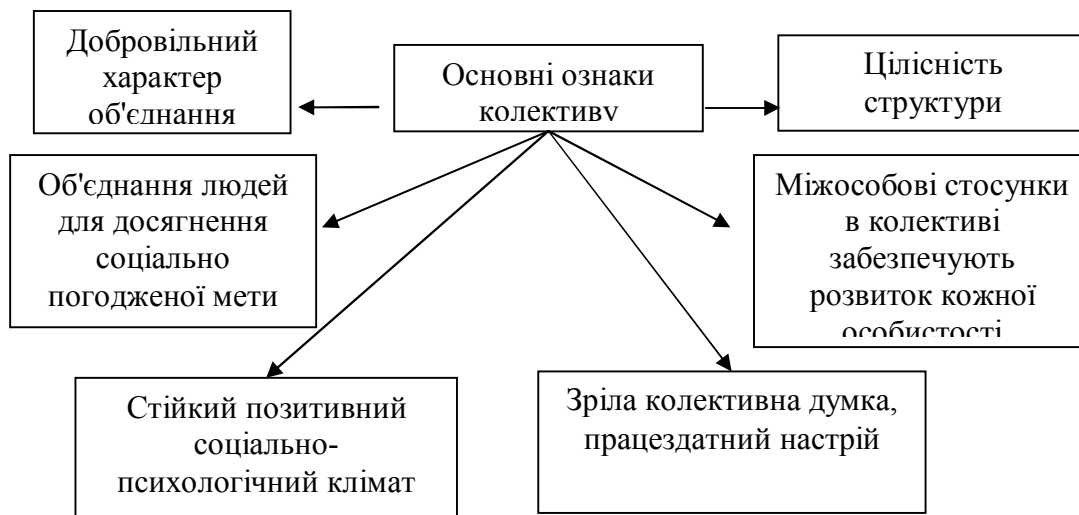 Добровільний
характер
об'єднання
Основні ознаки
колективу
Цілісність
структури
Об'єднання людей
для досягнення
соціально
погодженої мети
Міжособові стосунки
в колективі
забезпечують
розвиток кожної
особистості
Стійкий позитивний
соціально-
психологічний клімат
Зріла колективна думка,
працездатний настрій